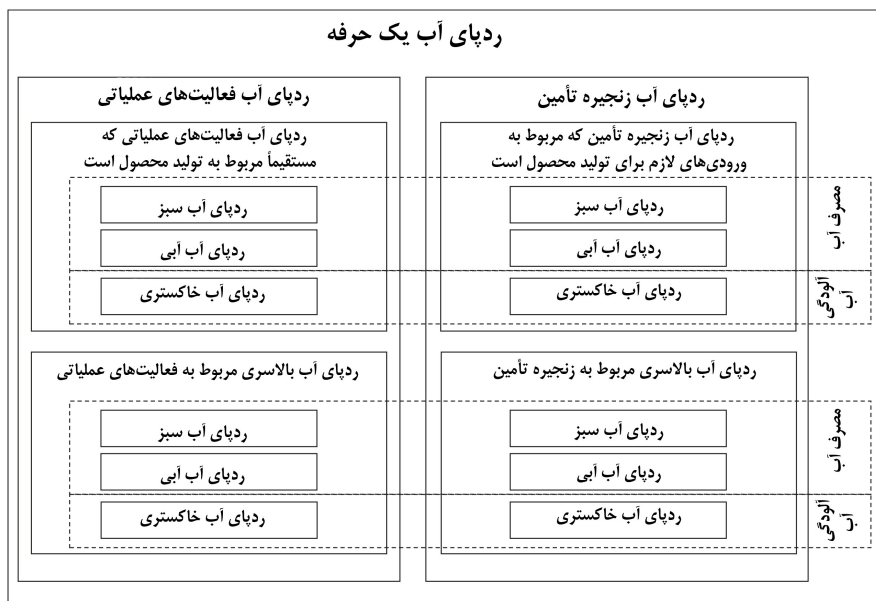 ردپای آب یک حرفه
ردپای آب زنجیره تأمین
ردپای آب زنجیره تأمین که مربوط به
ورودی‌های لازم برای تولید محصول است
ردپای آب سبز
ردپای آب آبی
ردپای آب خاکستری
ردپای آب بالاسری مربوط به زنجیره تأمین
ردپای آب سبز
ردپای آب آبی
ردپای آب خاکستری
ردپای آب فعالیت‌های عملیاتی
ردپای آب فعالیت‌های عملیاتی که
مستقیماً مربوط به تولید محصول است
ردپای آب سبز
ردپای آب آبی
ردپای آب خاکستری
ردپای آب بالاسری مربوط به فعالیت‌های عملیاتی
ردپای آب سبز
ردپای آب آبی
ردپای آب خاکستری
مصرف آب
آلودگی
آب
مصرف آب
آلودگی
آب